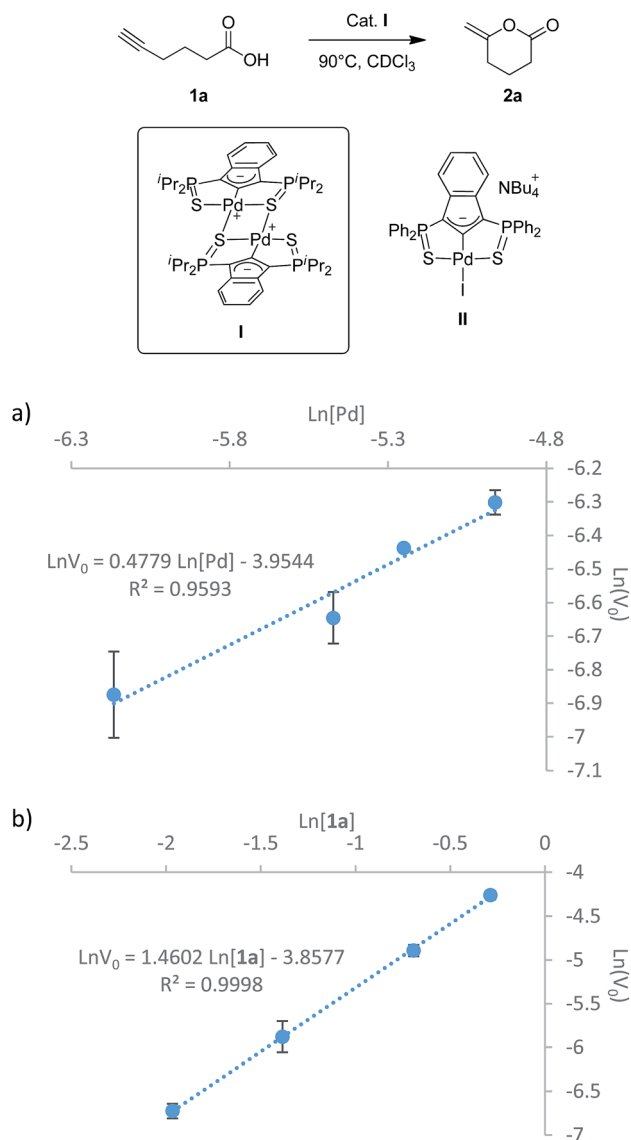 O
OH
1a
Cat. I
90°C, CDCl₃
O
O
2a
ⁱPr₂P
PⁱPr₂
S
Pd
S
+
−
S
Pd
S
+
ⁱPr₂P
PⁱPr₂
−
I
NBu₄⁺
Ph₂P
PPh₂
−
S
Pd
S
I
II
a)
Ln[Pd]
-6.3 -5.8 -5.3 -4.8
-6.2
-6.3
-6.4
-6.5
-6.6
-6.7
-6.8
-6.9
-7
-7.1
Ln(V₀)
LnV₀ = 0.4779 Ln[Pd] - 3.9544
R² = 0.9593
b)
Ln[1a]
-2.5 -2 -1.5 -1 -0.5 0
-4
-4.5
-5
-5.5
-6
-6.5
-7
Ln(V₀)
LnV₀ = 1.4602 Ln[1a] - 3.8577
R² = 0.9998